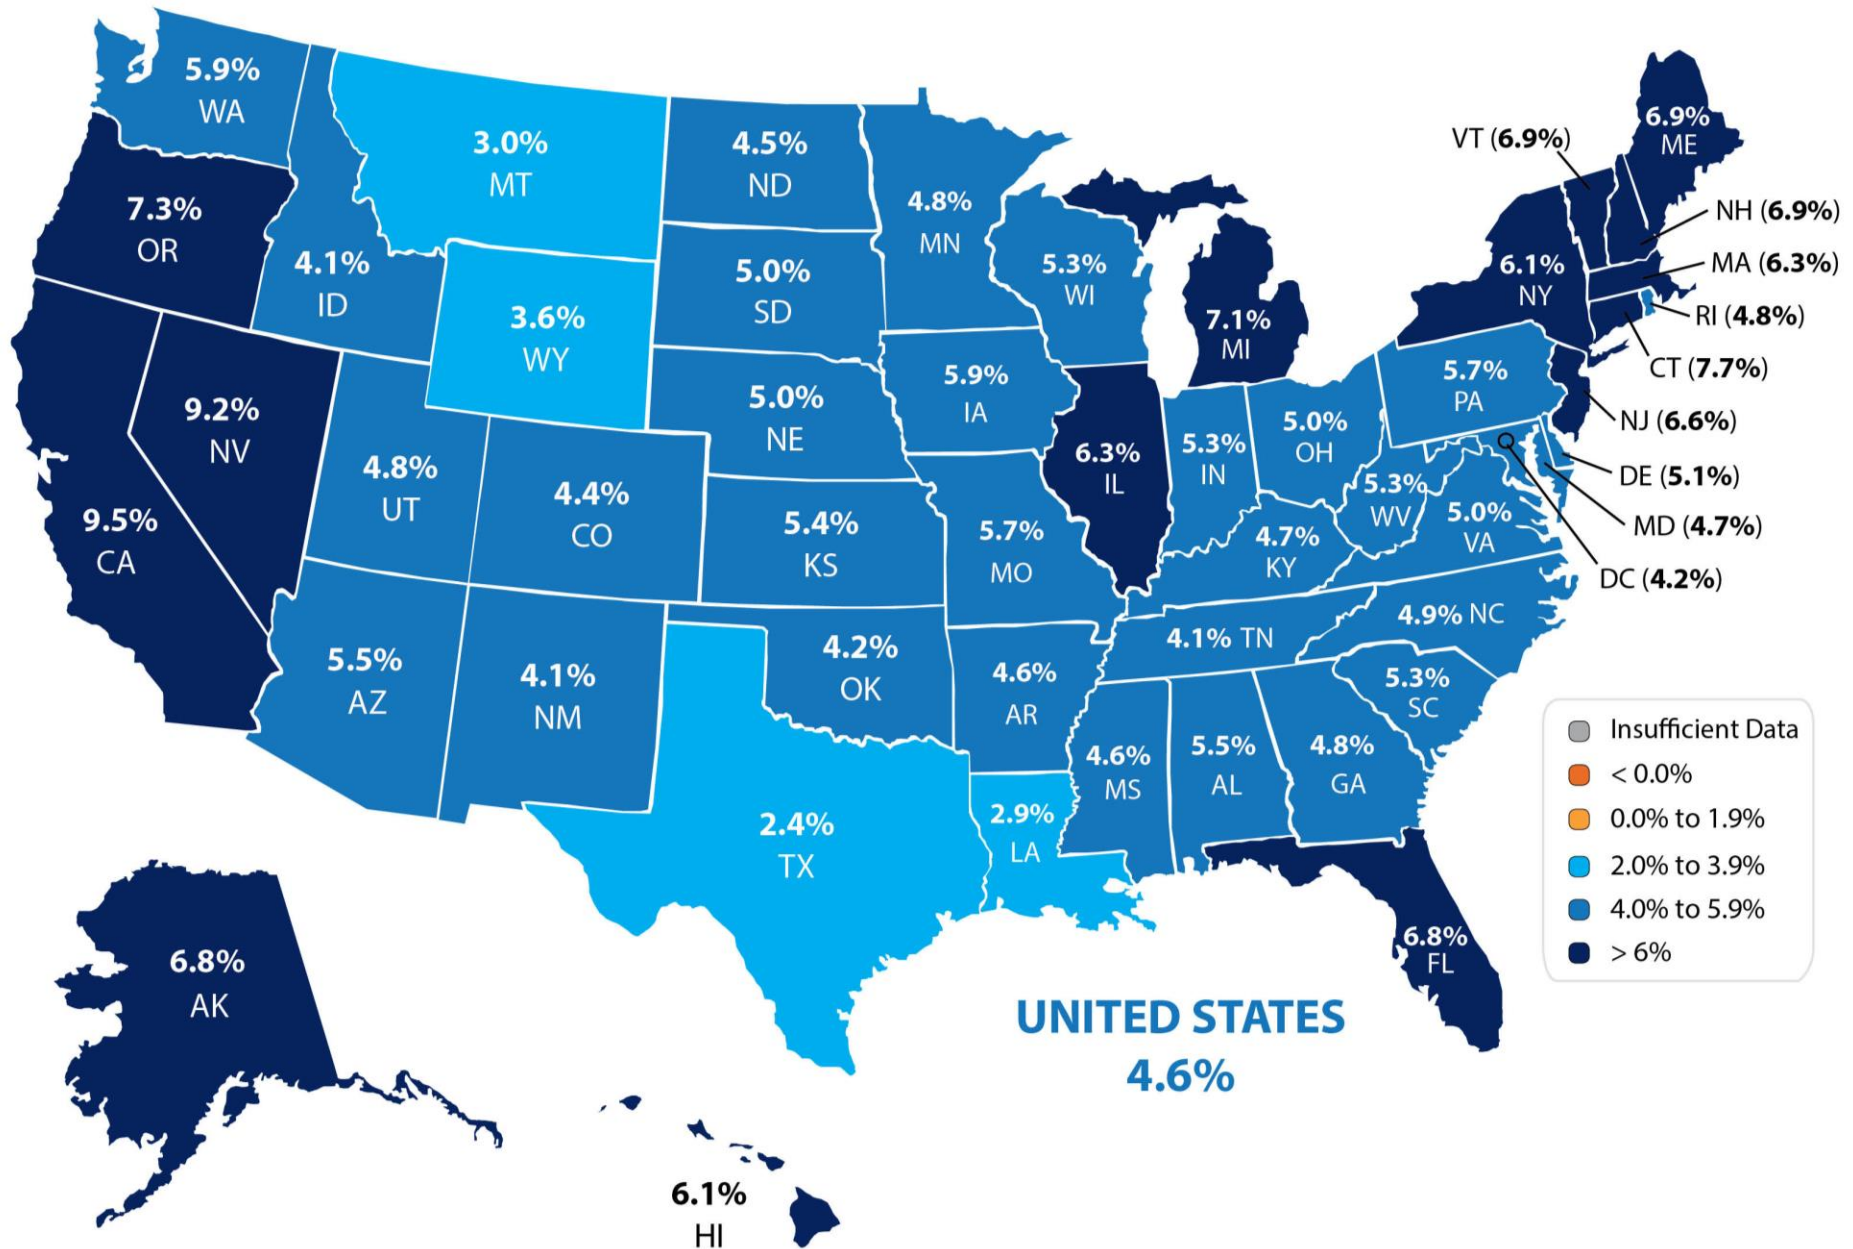 5.9%
WA
7.3%
OR
4.1%
ID
3.0%
MT
3.6%
WY
4.5%
ND
5.0%
SD
5.0%
NE
4.8%
MN
5.3%
WI
5.9%
IA
7.1%
MI
9.5%
CA
9.2%
NV
4.8%
UT
4.4%
CO
5.4%
KS
5.7%
MO
6.3%
IL
5.3%
IN
5.0%
OH
4.7%
KY
5.3%
WV
5.0%
VA
5.7%
PA
6.1%
NY
6.9%
ME
VT (6.9%)
NH (6.9%)
MA (6.3%)
RI (4.8%)
CT (7.7%)
NJ (6.6%)
DE (5.1%)
MD (4.7%)
DC (4.2%)
5.5%
AZ
4.1%
NM
4.2%
OK
4.6%
AR
4.1% TN
4.9% NC
5.3%
SC
2.4%
TX
2.9%
LA
4.6%
MS
5.5%
AL
4.8%
GA
6.8%
FL
6.8%
AK
6.1%
HI
UNITED STATES
4.6%
Insufficient Data
< 0.0%
0.0% to 1.9%
2.0% to 3.9%
4.0% to 5.9%
> 6%